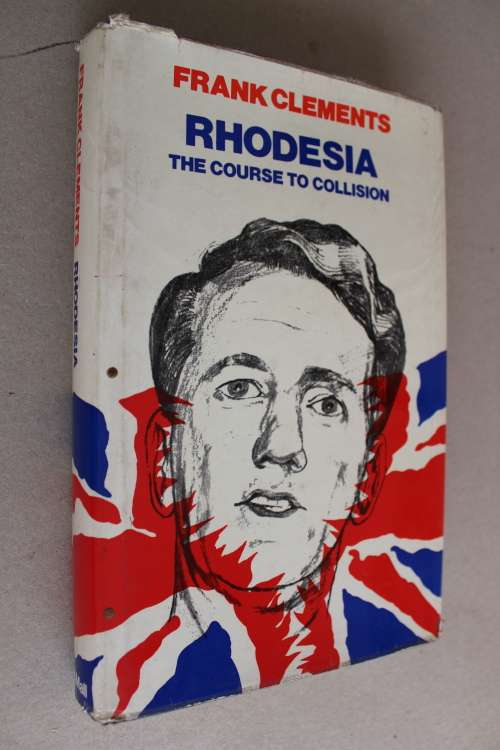 FRANK CLEMENTS
RHODESIA
THE COURSE TO COLLISION
FRANK CLEMENTS RHODESIA